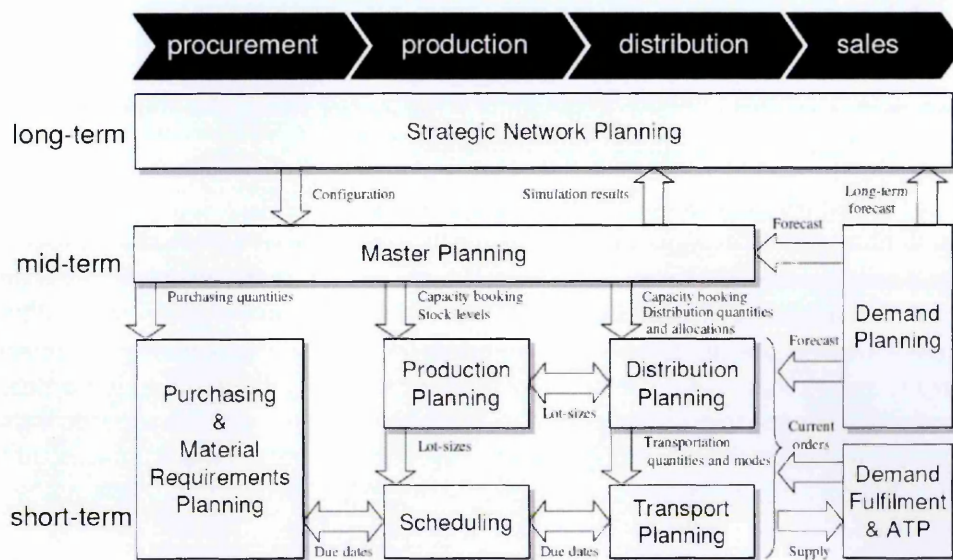 procurement
production
distribution
sales
long-term
Strategic Network Planning
Configuration
Simulation results
Long-term
forecast
Forecast
mid-term
Master Planning
Purchasing quantities
Capacity booking
Stock levels
Capacity booking
Distribution quantities
and allocations
Demand
Planning
Forecast
Purchasing
&
Material
Requirements
Planning
Production
Planning
Lot-sizes
Distribution
Planning
Lot-sizes
Transportation
quantities and modes
Current
orders
short-term
Due dates
Scheduling
Due dates
Transport
Planning
Supply
Demand
Fulfilment
& ATP